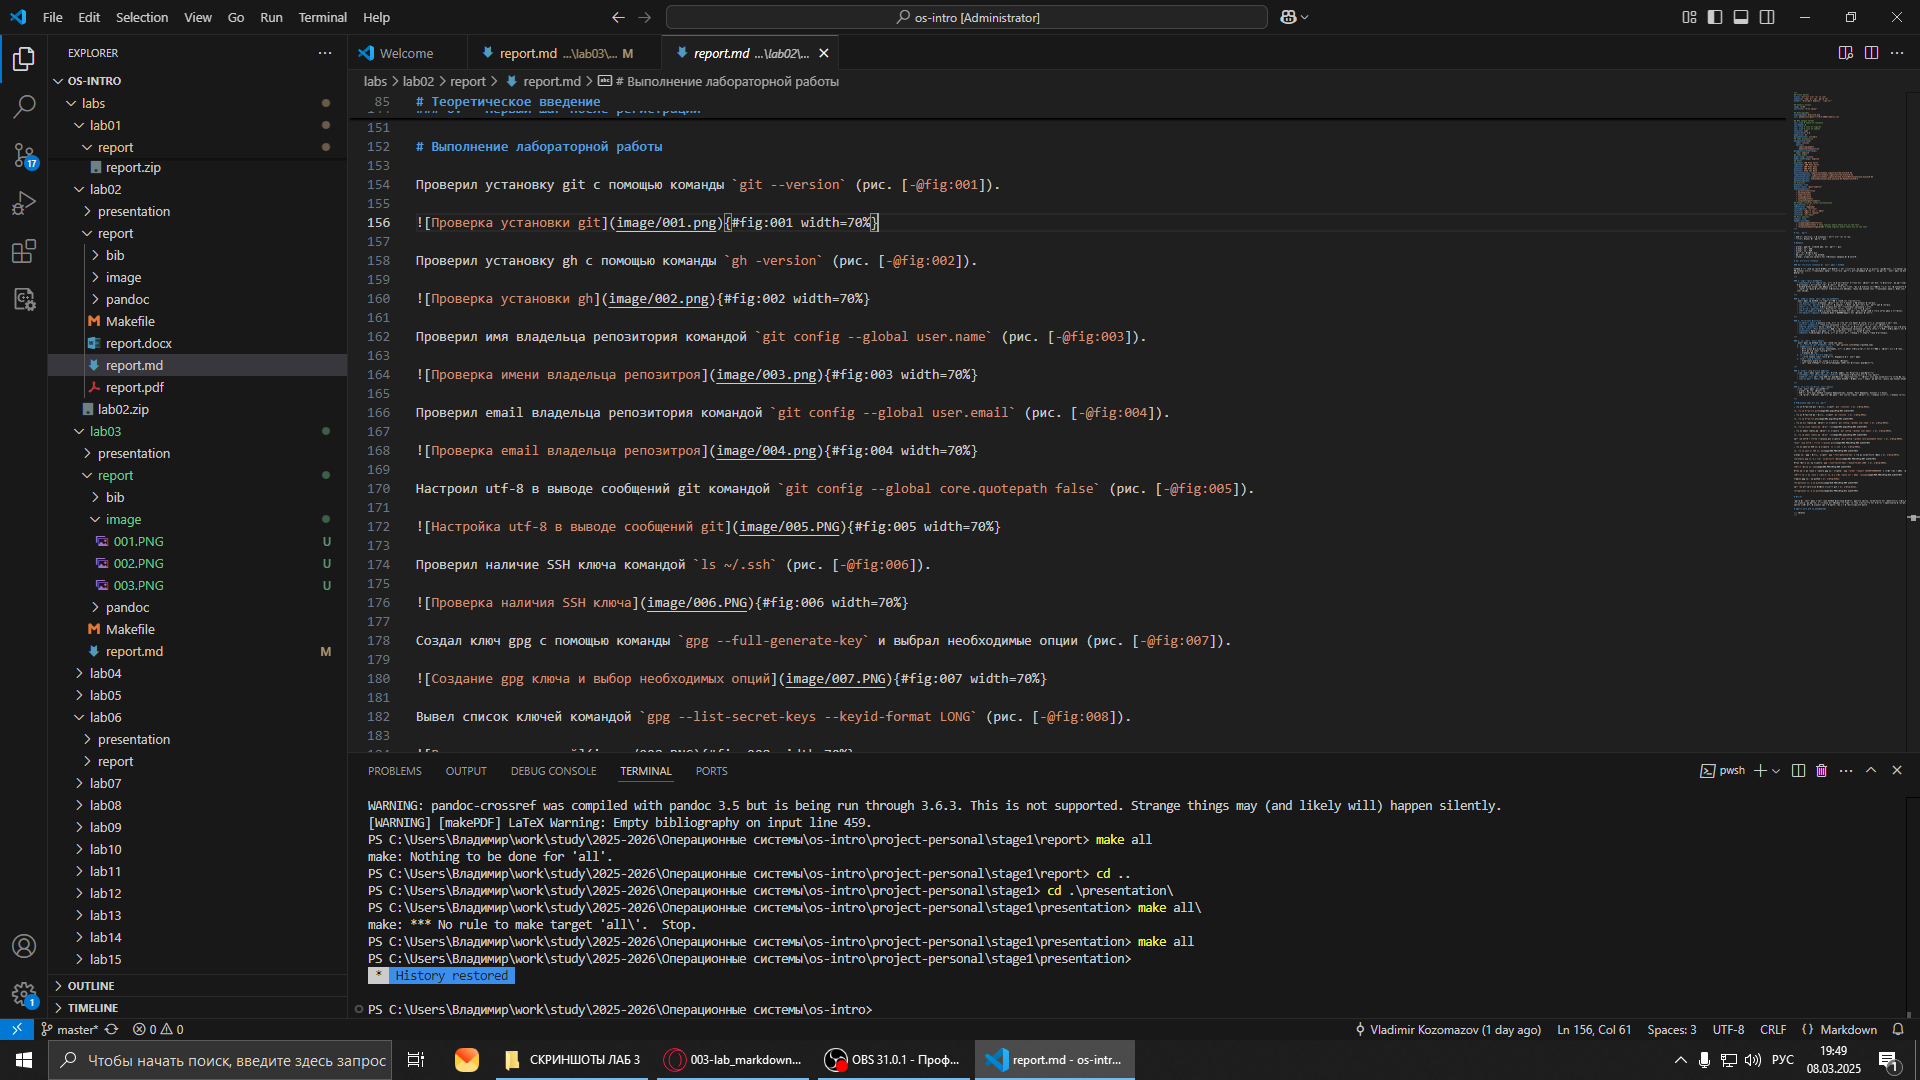 File Edit Selection View Go Run Terminal Help
os-intro [Administrator]
EXPLORER
Welcome
report.md ...\lab03\... M
report.md ...\lab02\...
OS-INTRO
labs > lab02 > report > report.md > # Выполнение лабораторной работы
labs
lab01
report
report.zip
lab02
presentation
report
bib
image
pandoc
Makefile
report.docx
report.md
report.pdf
lab02.zip
lab03
presentation
report
bib
image
001.PNG U
002.PNG U
003.PNG U
pandoc
Makefile
report.md M
lab04
lab05
lab06
presentation
report
lab07
lab08
lab09
lab10
lab11
lab12
lab13
lab14
lab15
OUTLINE
TIMELINE
17
1
85 # Теоретическое введение
151
152 # Выполнение лабораторной работы
153
154 Проверил установку git с помощью команды `git --version` (рис. [-@fig:001]).
155
156 ![Проверка установки git](image/001.png){#fig:001 width=70%}
157
158 Проверил установку gh с помощью команды `gh -version` (рис. [-@fig:002]).
159
160 ![Проверка установки gh](image/002.png){#fig:002 width=70%}
161
162 Проверил имя владельца репозитория командой `git config --global user.name` (рис. [-@fig:003]).
163
164 ![Проверка имени владельца репозитроя](image/003.png){#fig:003 width=70%}
165
166 Проверил email владельца репозитория командой `git config --global user.email` (рис. [-@fig:004]).
167
168 ![Проверка email владельца репозитроя](image/004.png){#fig:004 width=70%}
169
170 Настроил utf-8 в выводе сообщений git командой `git config --global core.quotepath false` (рис. [-@fig:005]).
171
172 ![Настройка utf-8 в выводе сообщений git](image/005.PNG){#fig:005 width=70%}
173
174 Проверил наличие SSH ключа командой `ls ~/.ssh` (рис. [-@fig:006]).
175
176 ![Проверка наличия SSH ключа](image/006.PNG){#fig:006 width=70%}
177
178 Создал ключ gpg с помощью команды `gpg --full-generate-key` и выбрал необходимые опции (рис. [-@fig:007]).
179
180 ![Создание gpg ключа и выбор необходимых опций](image/007.PNG){#fig:007 width=70%}
181
182 Вывел список ключей командой `gpg --list-secret-keys --keyid-format LONG` (рис. [-@fig:008]).
183
PROBLEMS OUTPUT DEBUG CONSOLE TERMINAL PORTS
pwsh
WARNING: pandoc-crossref was compiled with pandoc 3.5 but is being run through 3.6.3. This is not supported. Strange things may (and likely will) happen silently.
[WARNING] [makePDF] LaTeX Warning: Empty bibliography on input line 459.
PS C:\Users\Владимир\work\study\2025-2026\Операционные системы\os-intro\project-personal\stage1\report> make all
make: Nothing to be done for 'all'.
PS C:\Users\Владимир\work\study\2025-2026\Операционные системы\os-intro\project-personal\stage1\report> cd ..
PS C:\Users\Владимир\work\study\2025-2026\Операционные системы\os-intro\project-personal\stage1> cd .\presentation\
PS C:\Users\Владимир\work\study\2025-2026\Операционные системы\os-intro\project-personal\stage1\presentation> make all\
make: *** No rule to make target 'all\'.  Stop.
PS C:\Users\Владимир\work\study\2025-2026\Операционные системы\os-intro\project-personal\stage1\presentation> make all
PS C:\Users\Владимир\work\study\2025-2026\Операционные системы\os-intro\project-personal\stage1\presentation>
* History restored
PS C:\Users\Владимир\work\study\2025-2026\Операционные системы\os-intro>
master* 0 0 Vladimir Kozomazov (1 day ago) Ln 156, Col 61 Spaces: 3 UTF-8 CRLF {} Markdown
Чтобы начать поиск, введите здесь запрос
СКРИНШОТЫ ЛАБ 3
003-lab_markdown...
OBS 31.0.1 - Проф...
report.md - os-intr...
РУС
19:49
08.03.2025
1